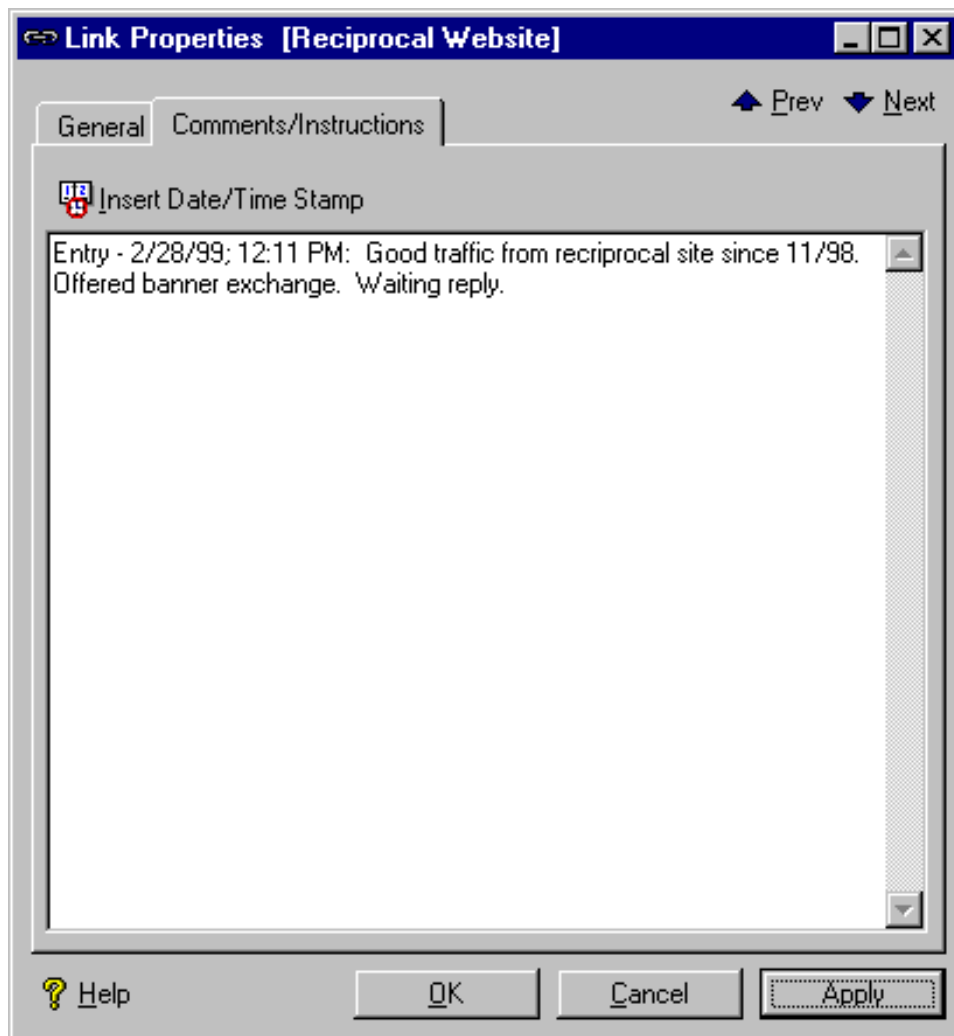 Link Properties [Reciprocal Website]
Prev Next
General Comments/Instructions
Insert Date/Time Stamp
Entry - 2/28/99; 12:11 PM:  Good traffic from recriprocal site since 11/98.
Offered banner exchange.  Waiting reply.
Help OK Cancel Apply